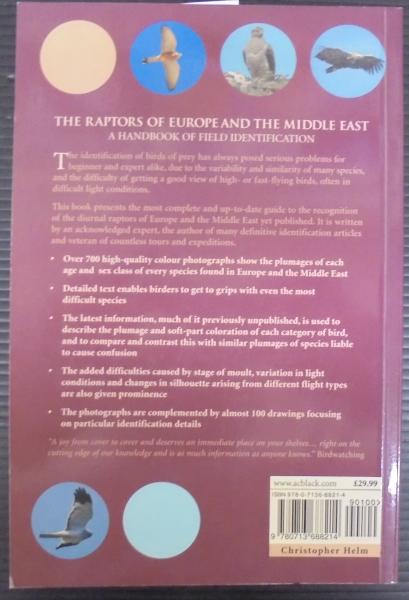 THE RAPTORS OF EUROPE AND THE MIDDLE EAST
A HANDBOOK OF FIELD IDENTIFICATION
The identification of birds of prey has always posed serious problems for
beginner and expert alike, due to the variability and similarity of many species,
and the difficulty of getting a good view of high- or fast-flying birds, often in
difficult light conditions.
This book presents the most complete and up-to-date guide to the recognition
of the diurnal raptors of Europe and the Middle East yet published. It is written
by an acknowledged expert, the author of many definitive identification articles
and veteran of countless tours and expeditions.
• Over 700 high-quality colour photographs show the plumages of each
age and sex class of every species found in Europe and the Middle East
• Detailed text enables birders to get to grips with even the most
difficult species
• The latest information, much of it previously unpublished, is used to
describe the plumage and soft-part coloration of each category of bird,
and to compare and contrast this with similar plumages of species liable
to cause confusion
• The added difficulties caused by stage of moult, variation in light
conditions and changes in silhouette arising from different flight types
are also given prominence
• The photographs are complemented by almost 100 drawings focusing
on particular identification details
"A joy from cover to cover and deserves an immediate place on your shelves... right on the
cutting edge of our knowledge and is as much information as anyone knows." Birdwatching
www.acblack.com £29.99
ISBN 978-0-7136-8821-4
90100
9 780713 688214
Christopher Helm